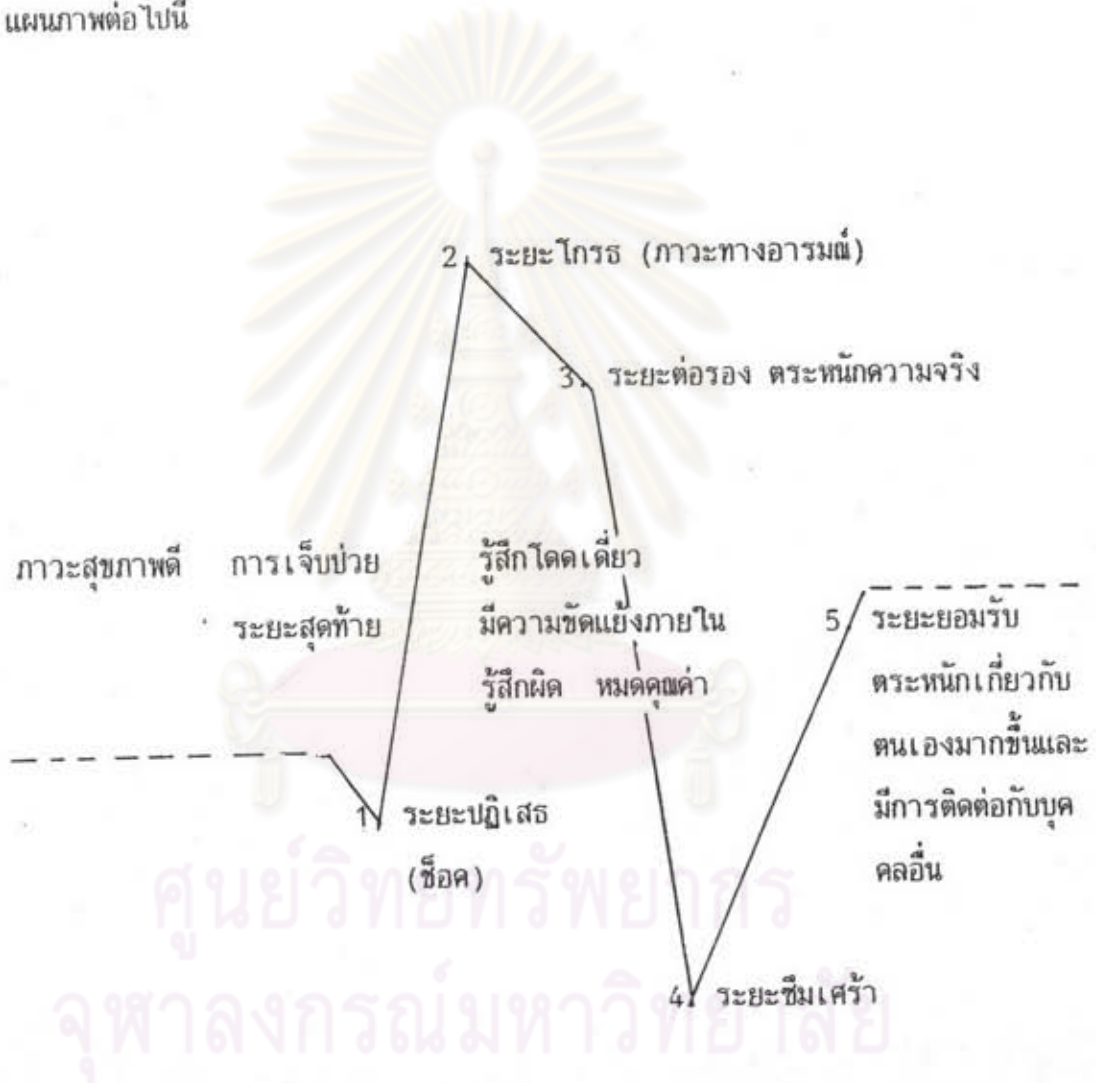 แผนภาพต่อไปนี้
2. ระยะโกรธ (ภาวะทางอารมณ์)
3. ระยะต่อรอง ตระหนักความจริง
ภาวะสุขภาพดี การเจ็บป่วย รู้สึกโดดเดี่ยว
ระยะสุดท้าย มีความขัดแย้งภายใน 5. ระยะยอมรับ
รู้สึกผิด หมดคุณค่า ตระหนักเกี่ยวกับ
ตนเองมากขึ้นและ
1 ระยะปฏิเสธ มีการติดต่อกับบุค
(ช็อค) คลอื่น
ศูนย์วิทยทรัพยากร
4. ระยะซึมเศร้า
จุฬาลงกรณ์มหาวิทยาลัย